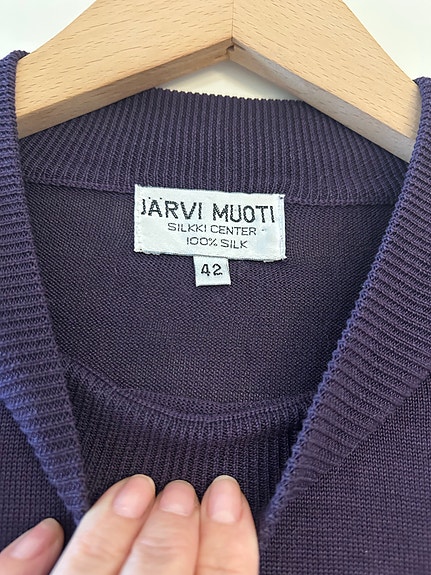 JÄRVI MUOTI
SILKKI CENTER
100% SILK
42